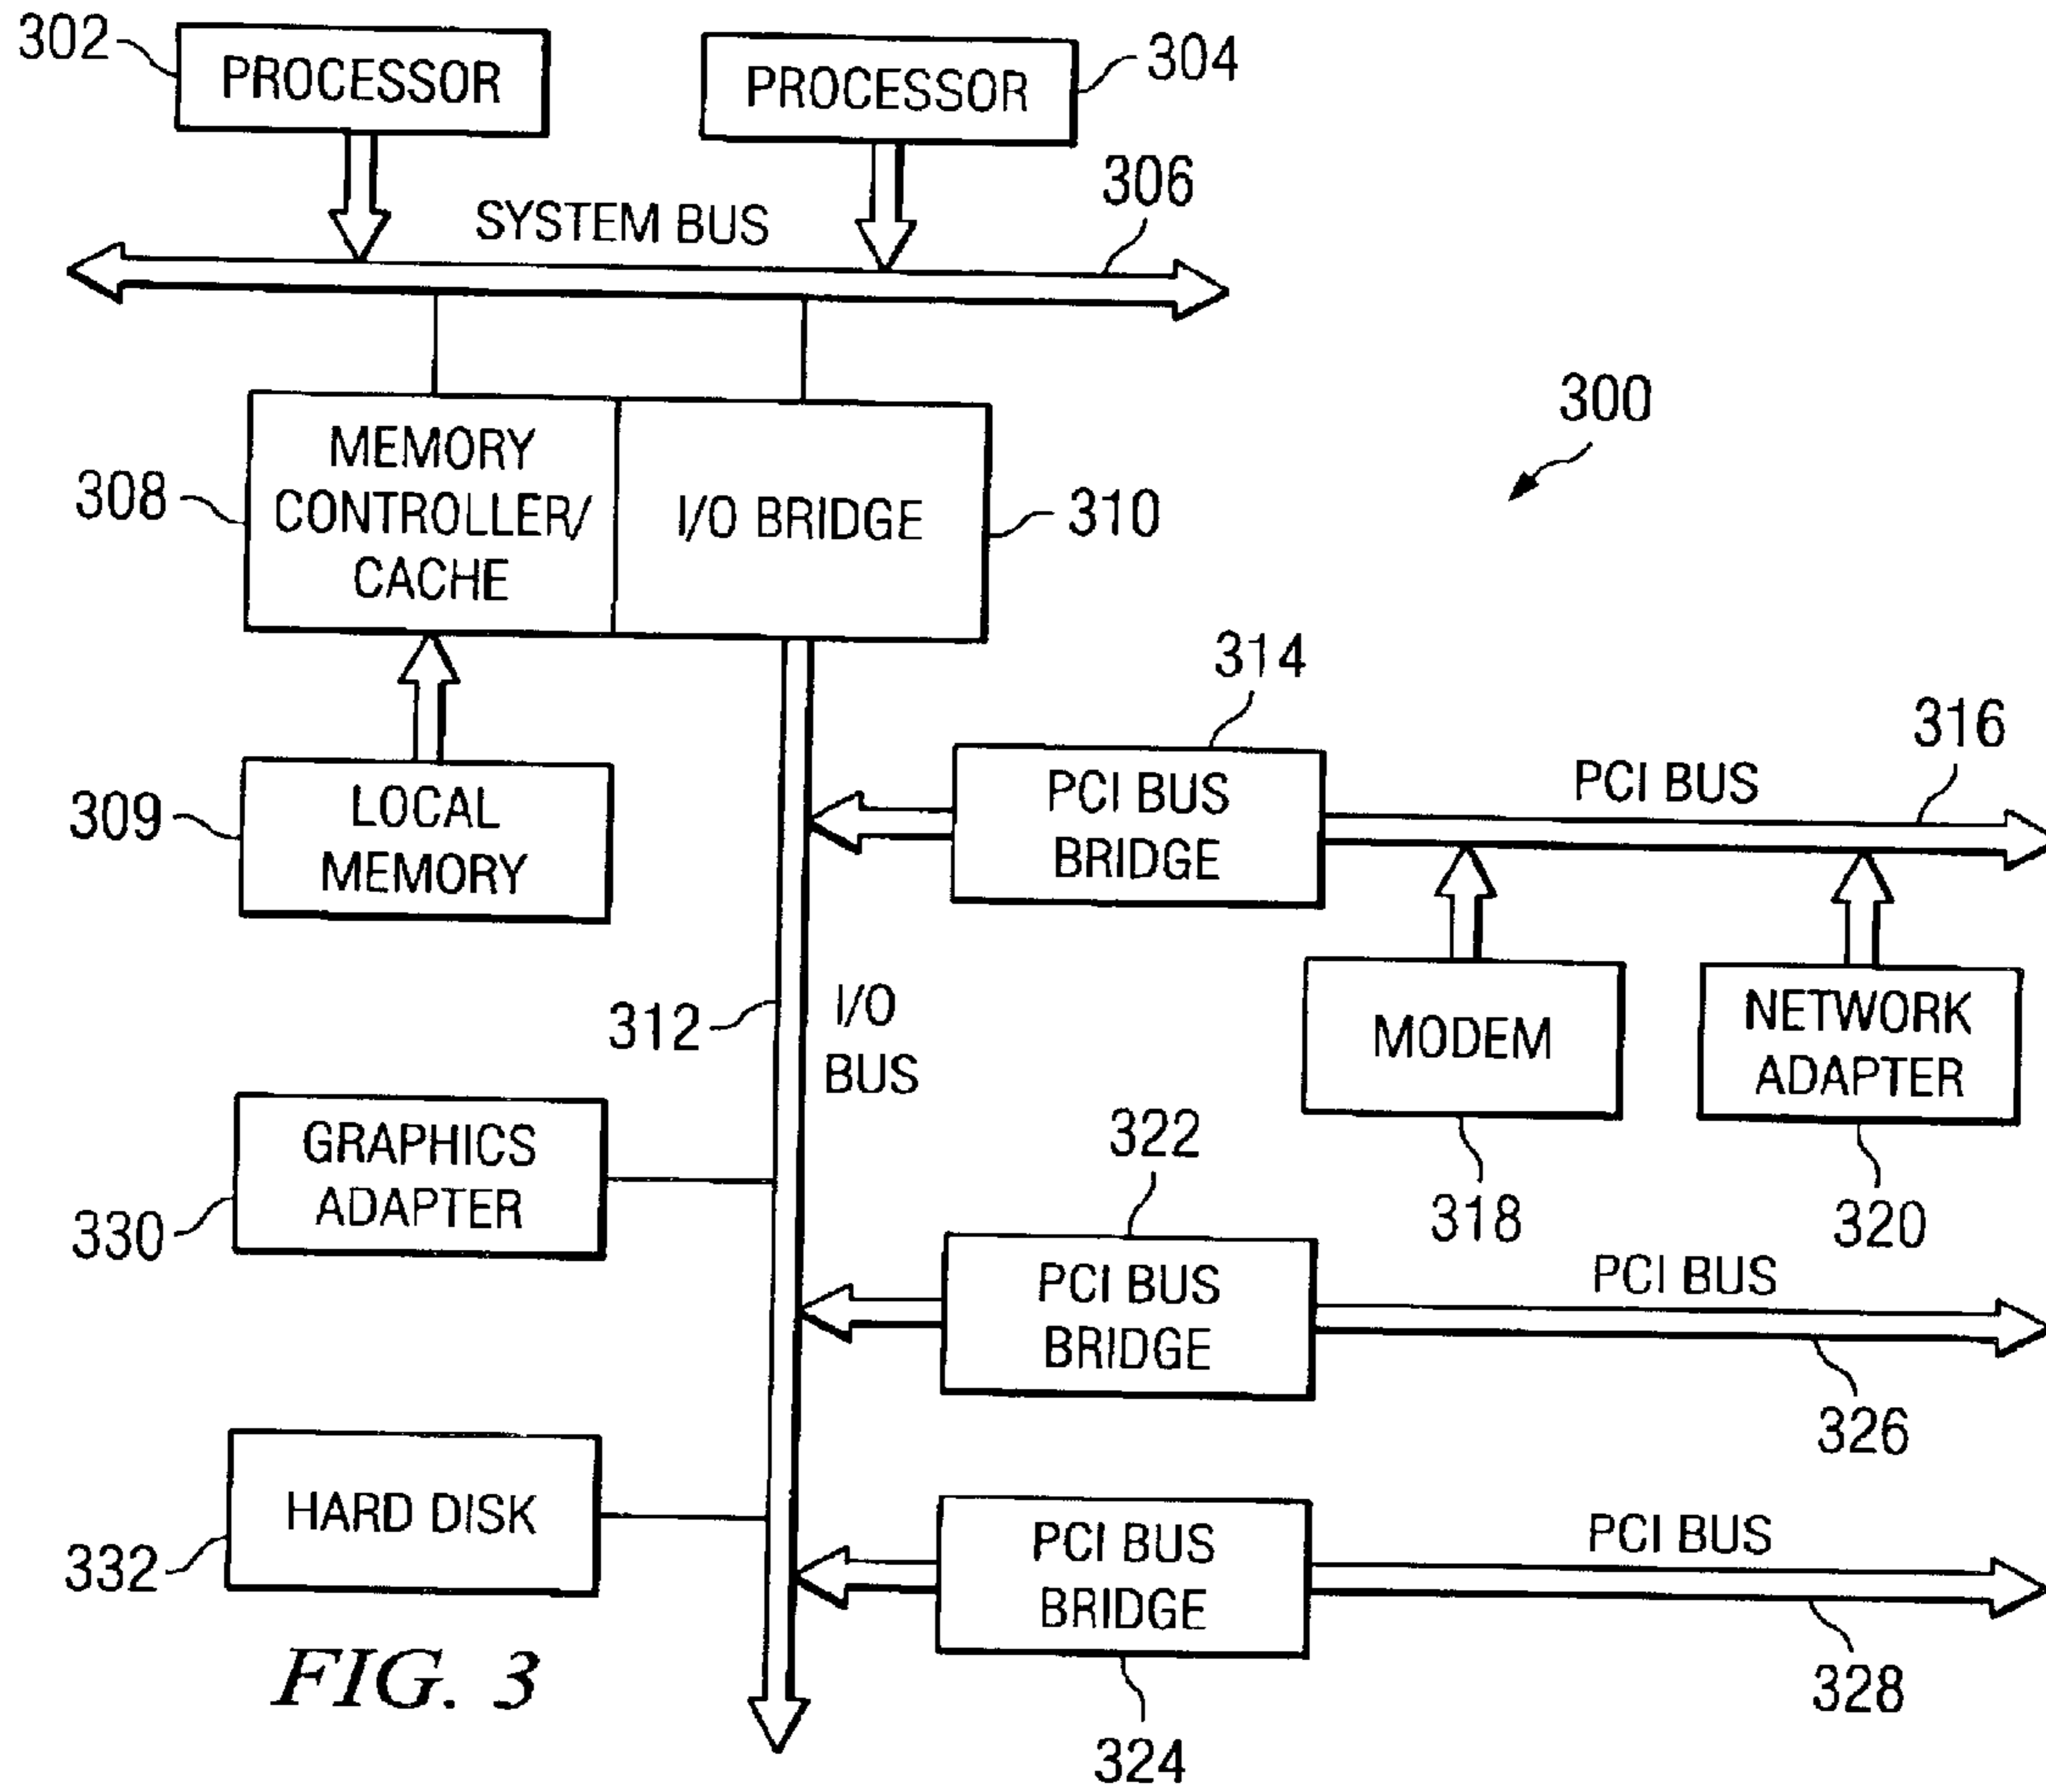 302
PROCESSOR
PROCESSOR
304
SYSTEM BUS
306
300
308
MEMORY
CONTROLLER/
CACHE
I/O BRIDGE
310
314
316
309
LOCAL
MEMORY
PCI BUS
BRIDGE
PCI BUS
312
I/O
BUS
MODEM
NETWORK
ADAPTER
318
320
330
GRAPHICS
ADAPTER
322
PCI BUS
BRIDGE
PCI BUS
326
332
HARD DISK
PCI BUS
BRIDGE
PCI BUS
328
324
FIG. 3